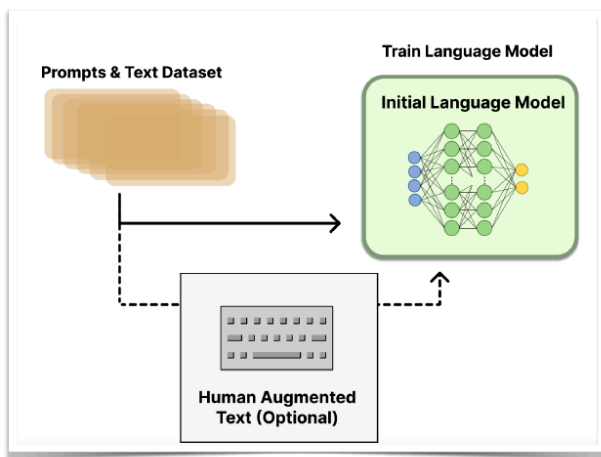 Train Language Model
Prompts & Text Dataset
Initial Language Model
Human Augmented
Text (Optional)